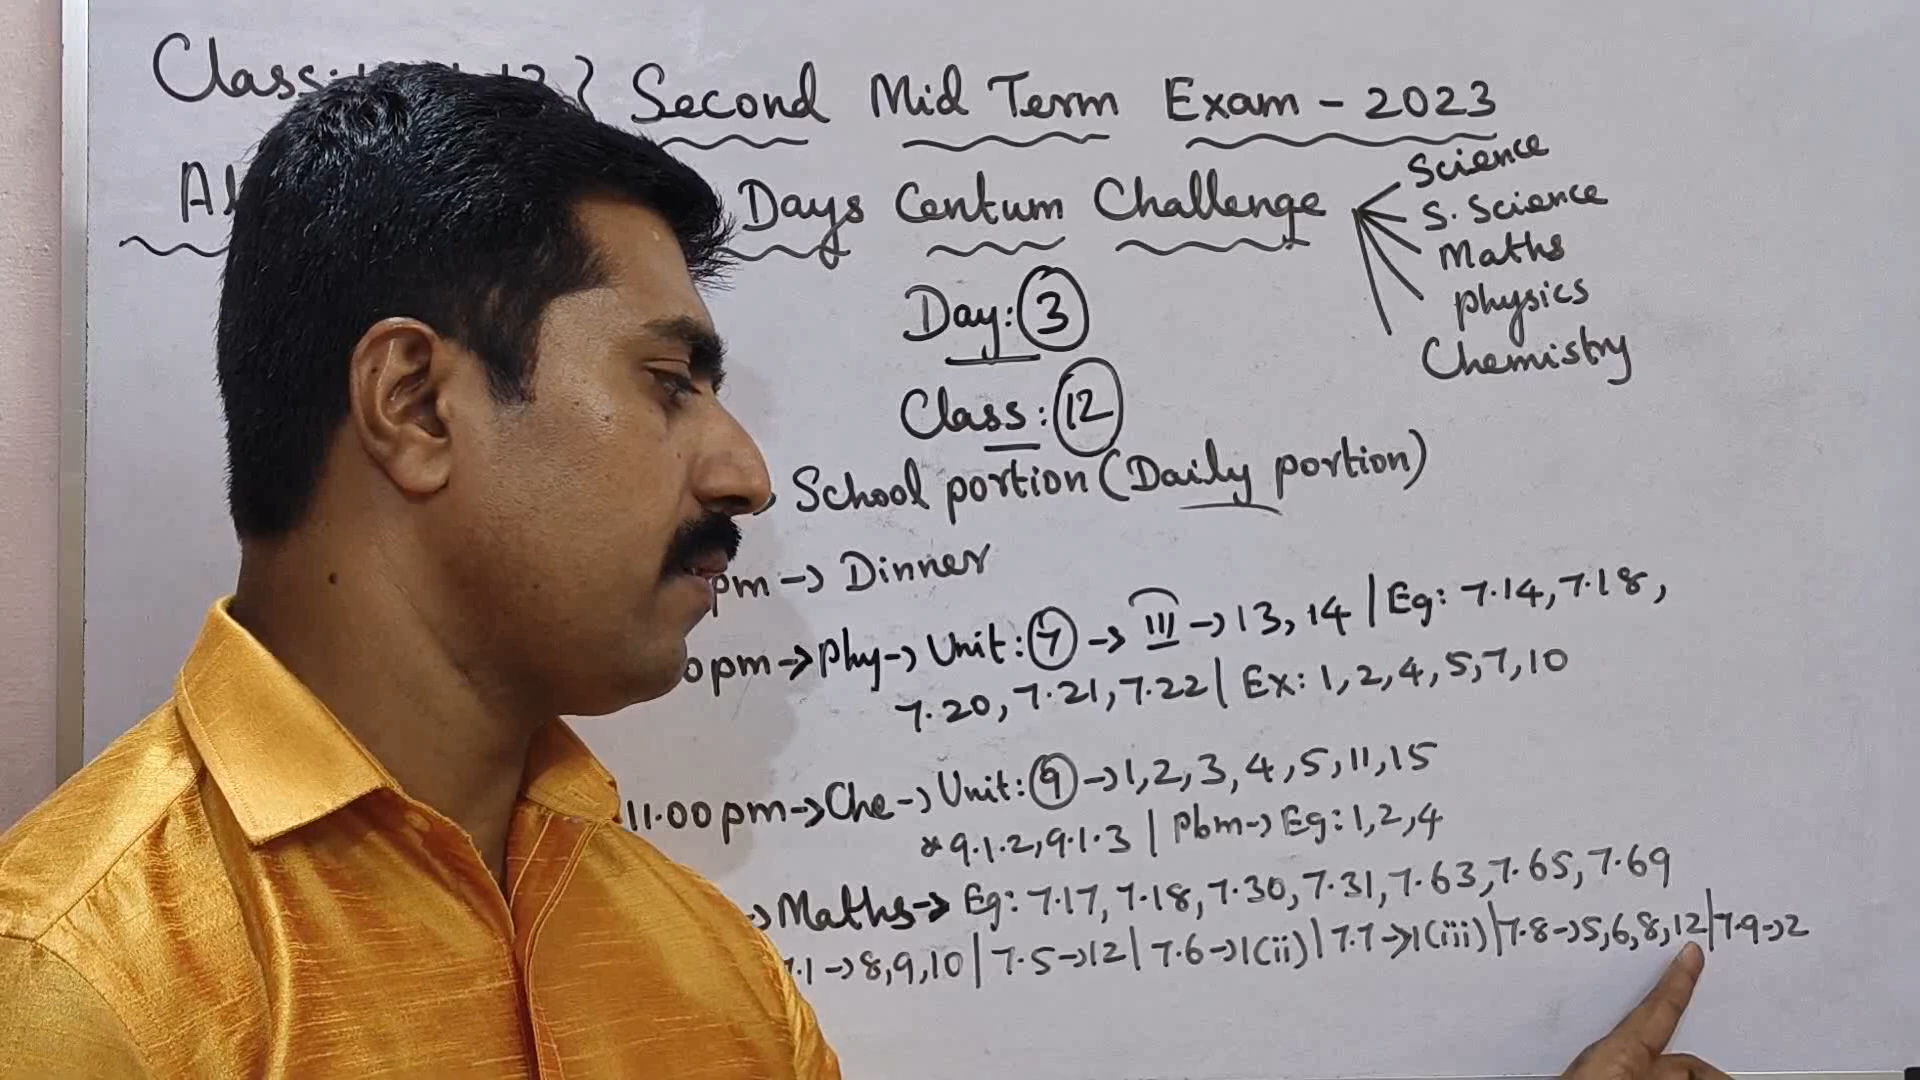 Class: } Second Mid Term Exam - 2023
Days Centum Challenge
Science
S. Science
Maths
Physics
Chemistry
Day: 3
Class: 12
School portion (Daily portion)
pm → Dinner
0pm → Phy → Unit: 7 → III → 13, 14 | Eg: 7.14, 7.18,
7.20, 7.21, 7.22 | Ex: 1, 2, 4, 5, 7, 10
11.00 pm → Che → Unit: 9 → 1, 2, 3, 4, 5, 11, 15
* 9.1.2, 9.1.3 | Pbm → Eg: 1, 2, 4
→ Maths → Eg: 7.17, 7.18, 7.30, 7.31, 7.63, 7.65, 7.69
7.1 → 8, 9, 10 | 7.5 → 12 | 7.6 → 1(ii) | 7.7 → 1(iii) | 7.8 → 5, 6, 8, 12 | 7.9 → 2